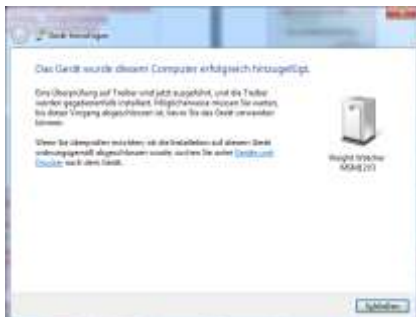 Gerät hinzufügen
Das Gerät wurde diesem Computer erfolgreich hinzugefügt.
Eine Überprüfung auf Treiber wird jetzt ausgeführt, und die Treiber
werden gegebenenfalls installiert. Möglicherweise müssen Sie warten,
bis dieser Vorgang abgeschlossen ist, bevor Sie das Gerät verwenden
können.
Wenn Sie überprüfen möchten, ob die Installation auf diesem Gerät
ordnungsgemäß abgeschlossen wurde, suchen Sie unter Geräte und
Drucker nach dem Gerät.
Weight Watcher
Schließen